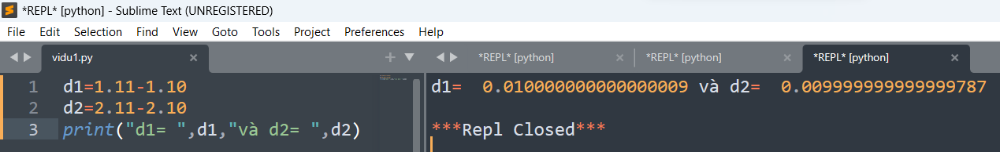 *REPL* [python] - Sublime Text (UNREGISTERED)
File Edit Selection Find View Goto Tools Project Preferences Help
vidu1.py
*REPL* [python] *REPL* [python] *REPL* [python]
1 d1=1.11-1.10
2 d2=2.11-2.10
3 print("d1= ",d1,"và d2= ",d2)
d1=  0.010000000000000009 và d2=  0.009999999999999787
***Repl Closed***